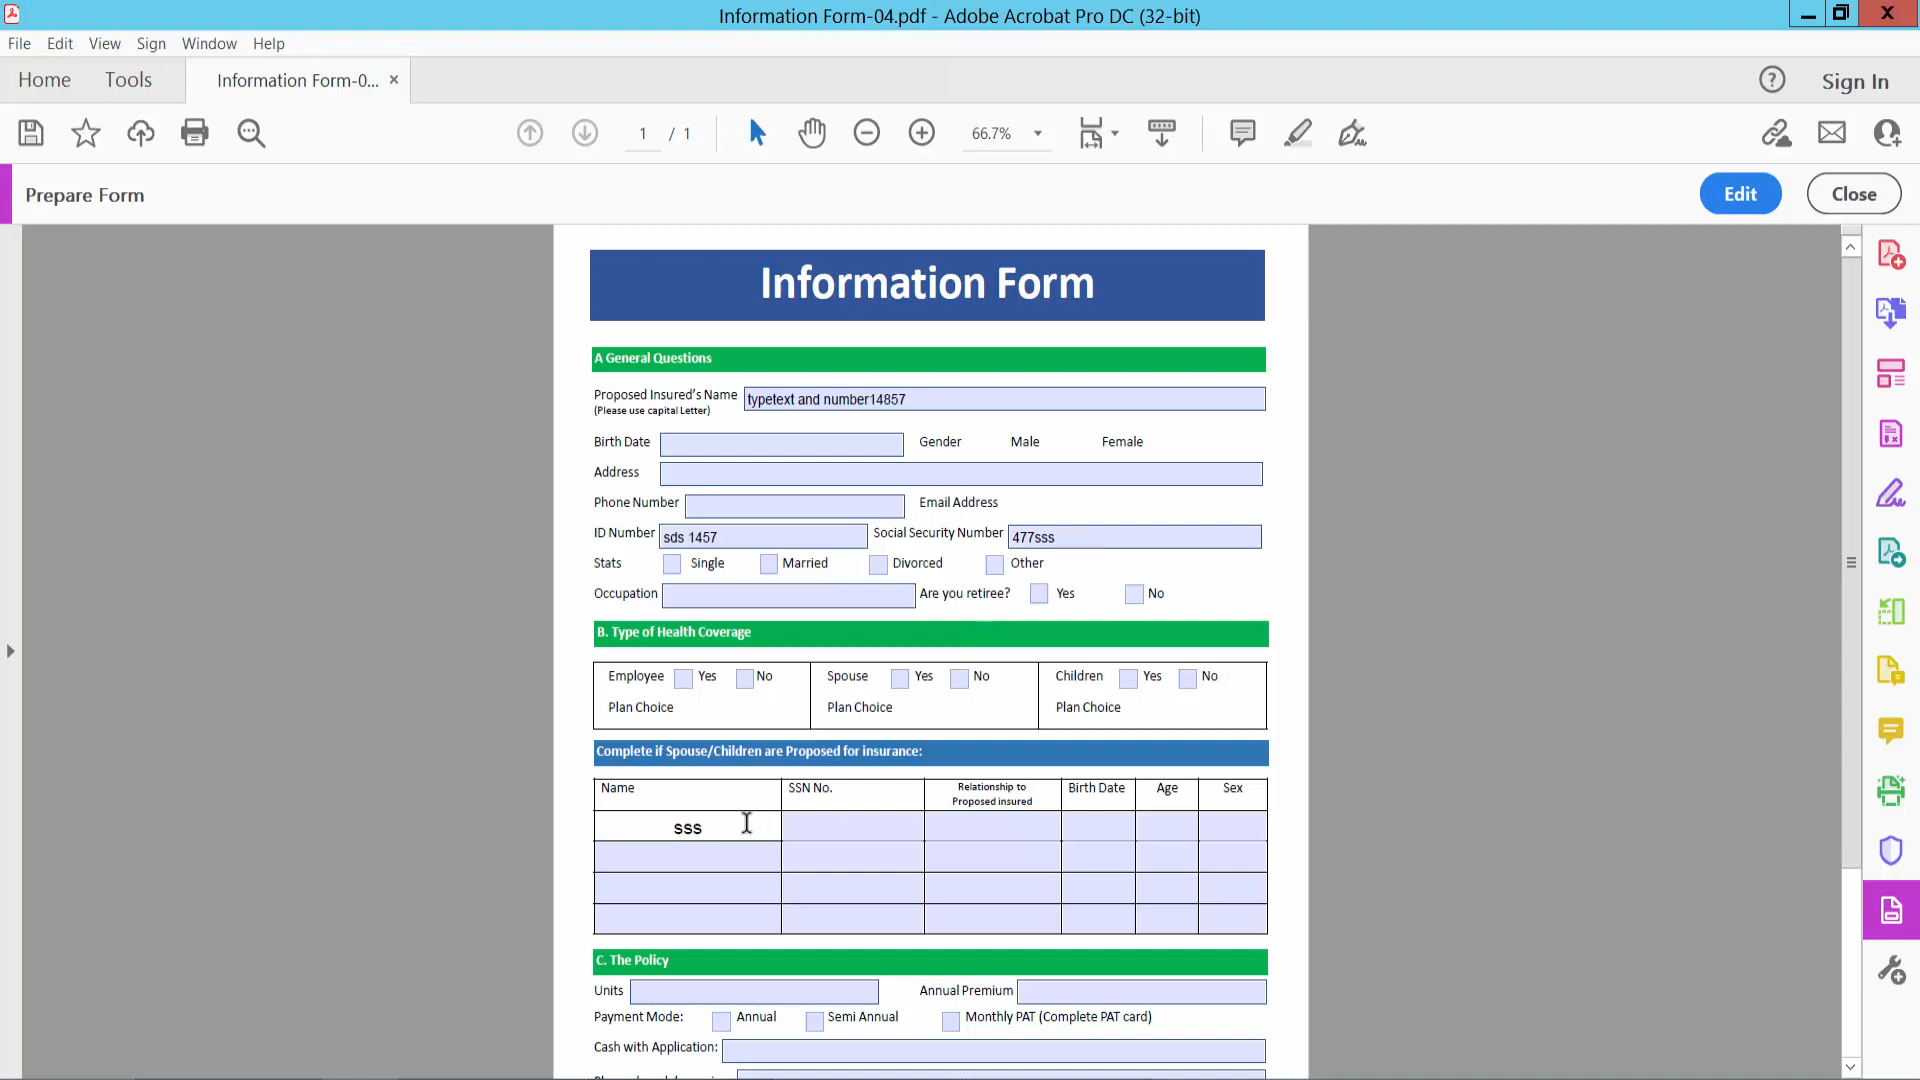 Information Form-04.pdf - Adobe Acrobat Pro DC (32-bit)
File Edit View Sign Window Help
Home Tools Information Form-0... × Sign In
1 / 1 66.7%
Prepare Form Edit Close
Information Form
A General Questions
Proposed Insured's Name typetext and number14857
(Please use capital Letter)
Birth Date Gender Male Female
Address
Phone Number Email Address
ID Number sds 1457 Social Security Number 477sss
Stats Single Married Divorced Other
Occupation Are you retiree? Yes No
B. Type of Health Coverage
Employee Yes No Spouse Yes No Children Yes No
Plan Choice Plan Choice Plan Choice
Complete if Spouse/Children are Proposed for insurance:
Name SSN No. Relationship to Proposed insured Birth Date Age Sex
sss
C. The Policy
Units Annual Premium
Payment Mode: Annual Semi Annual Monthly PAT (Complete PAT card)
Cash with Application: